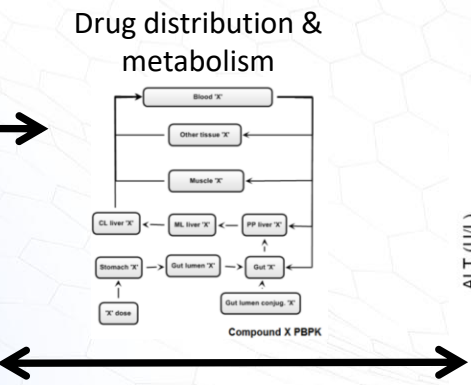 Drug distribution &
metabolism
Blood 'X'
Other tissue 'X'
Muscle 'X'
CL liver 'X'
ML liver 'X'
PP liver 'X'
Stomach 'X'
Gut lumen 'X'
Gut 'X'
'X' dose
Gut lumen conjug. 'X'
Compound X PBPK
ALT (U/L)